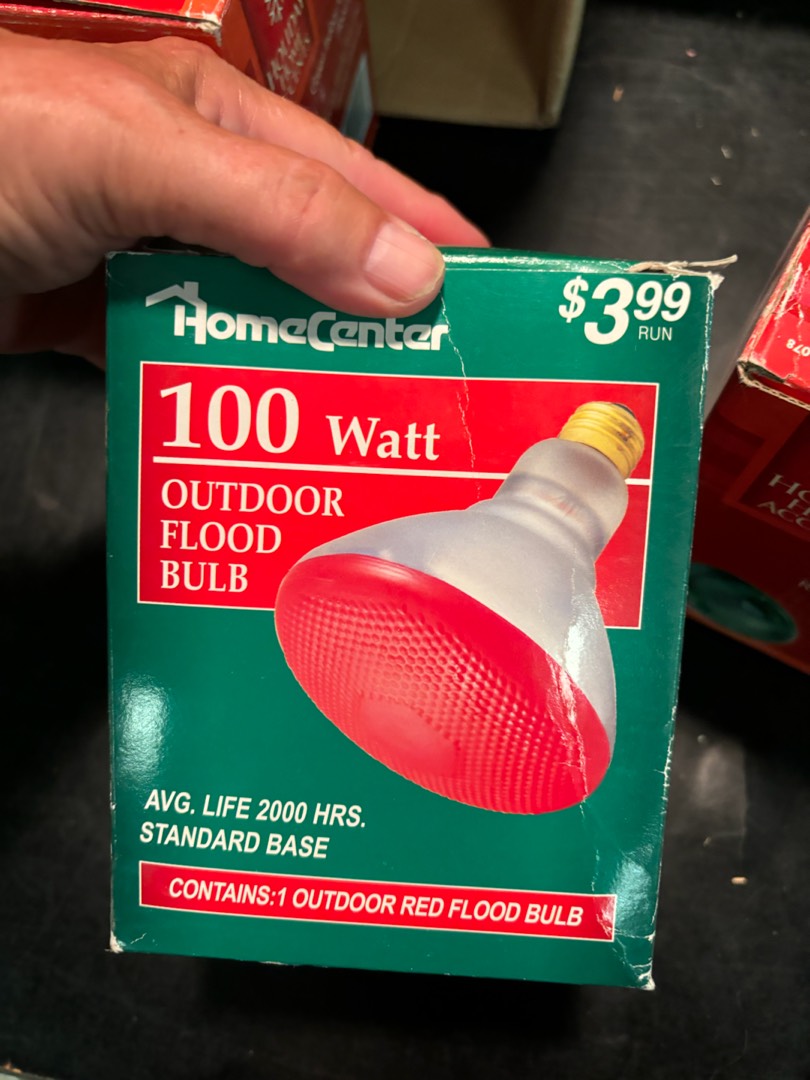 HomeCenter
$3.99
RUN
100 Watt
OUTDOOR
FLOOD
BULB
AVG. LIFE 2000 HRS.
STANDARD BASE
CONTAINS:1 OUTDOOR RED FLOOD BULB